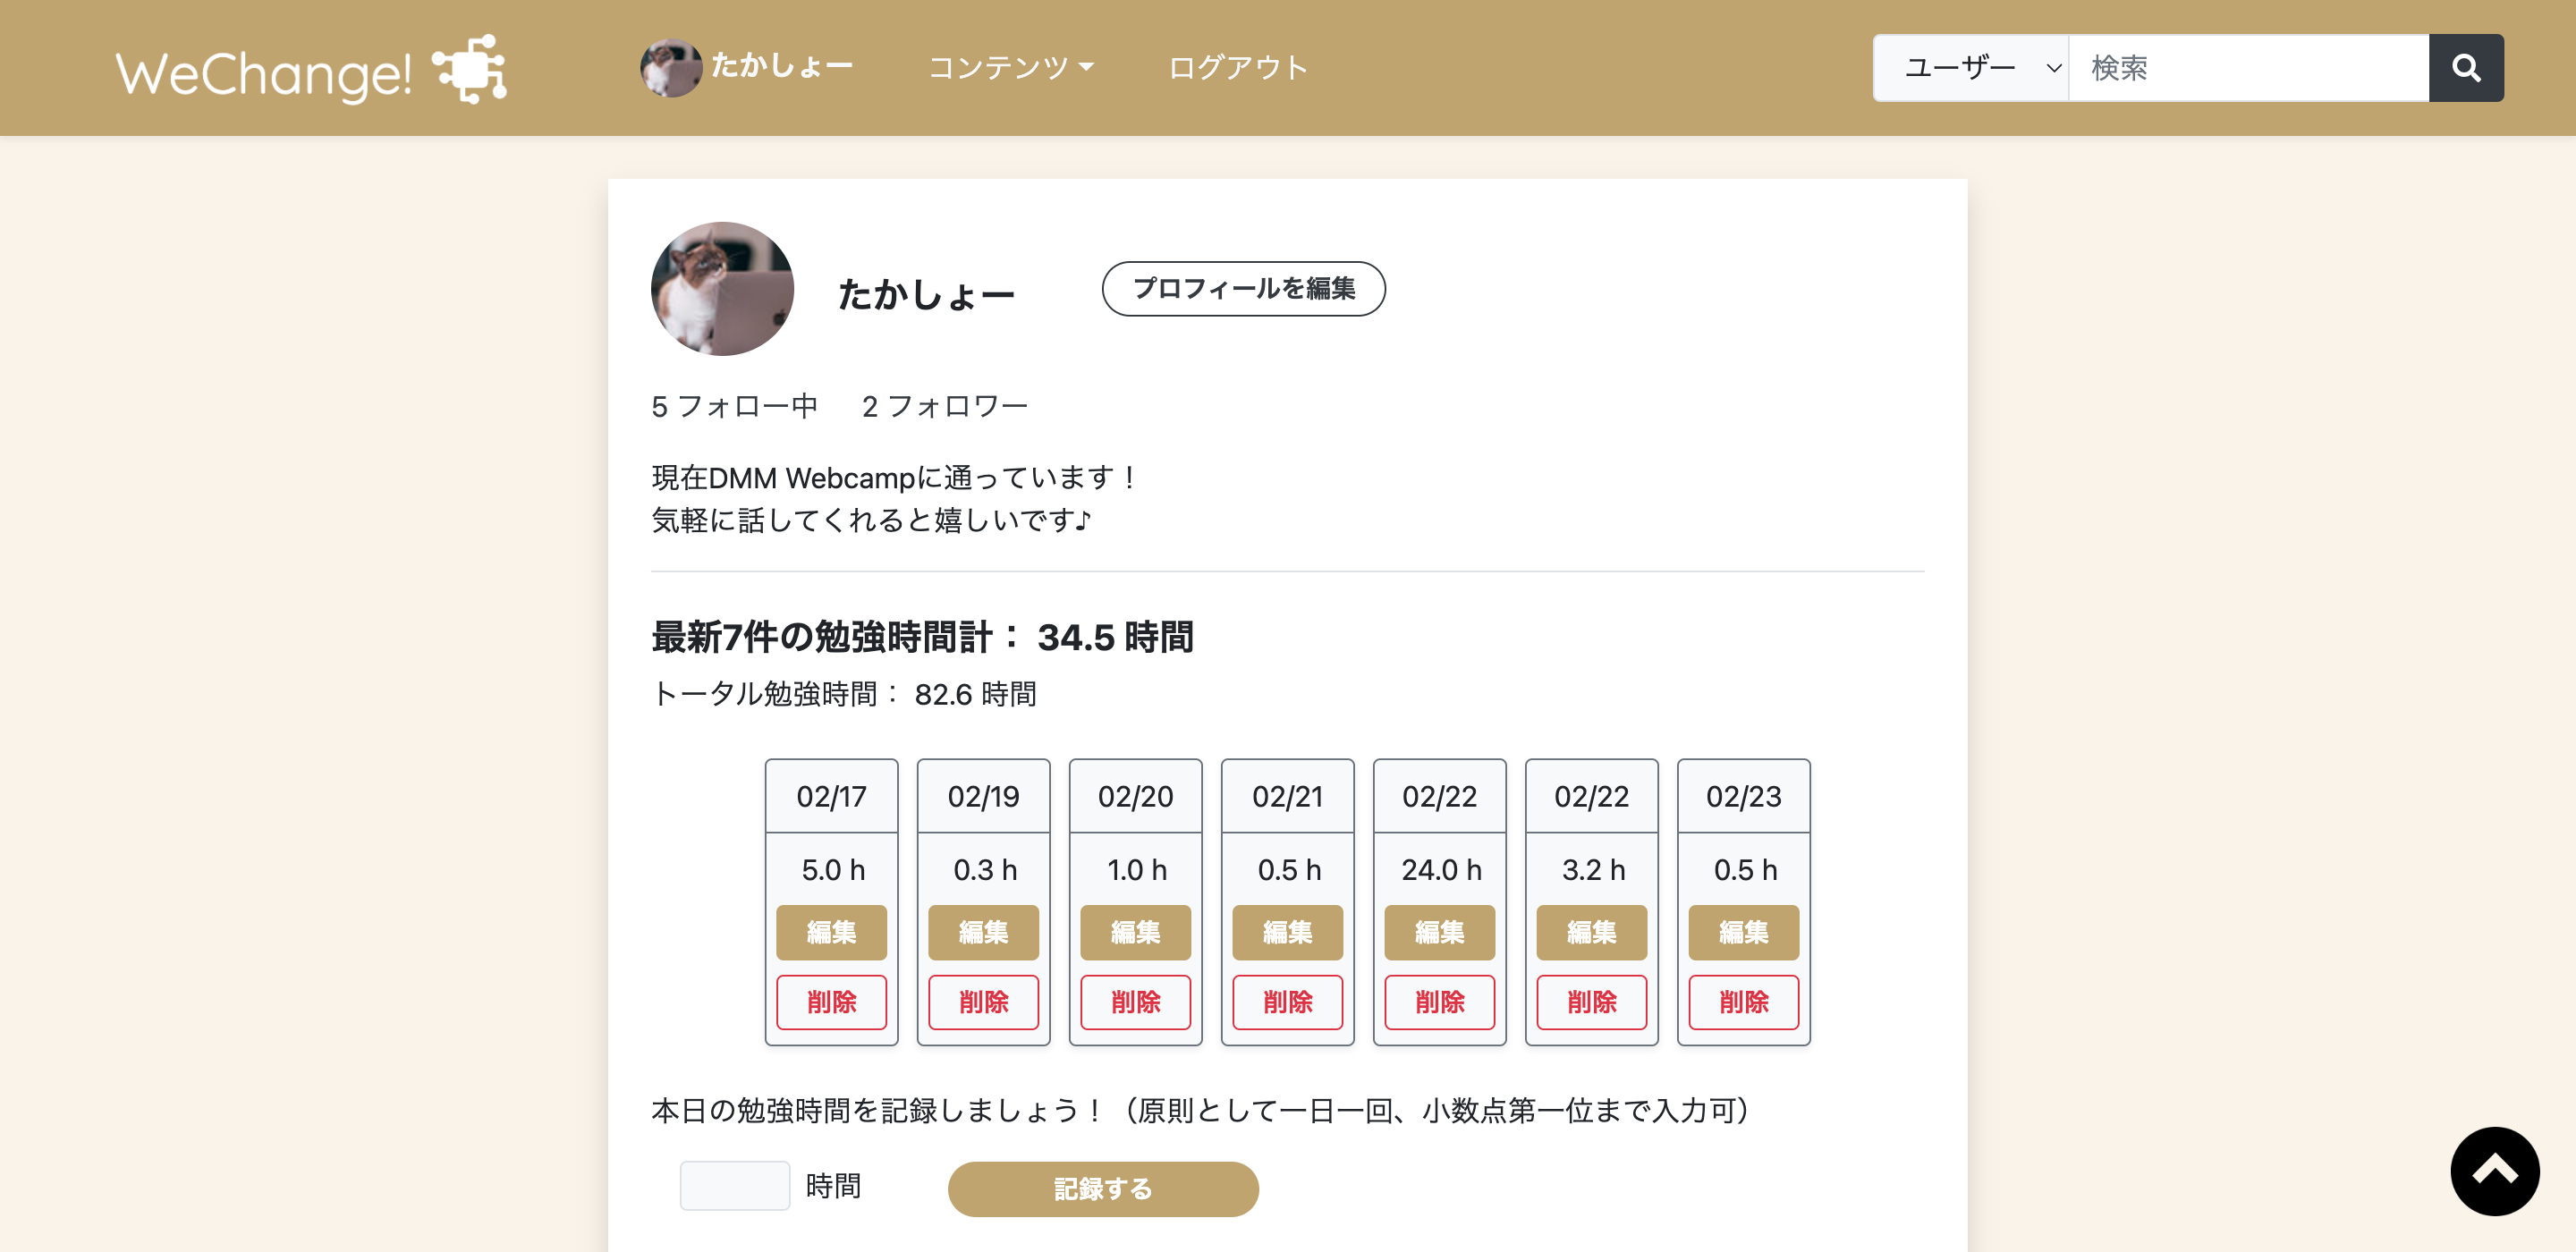 WeChange!
たかしょー
コンテンツ
ログアウト
ユーザー
検索
たかしょー
プロフィールを編集
5 フォロー中 2 フォロワー
現在DMM Webcampに通っています！
気軽に話してくれると嬉しいです♪
最新7件の勉強時間計： 34.5 時間
トータル勉強時間： 82.6 時間
02/17 02/19 02/20 02/21 02/22 02/22 02/23
5.0 h 0.3 h 1.0 h 0.5 h 24.0 h 3.2 h 0.5 h
編集 編集 編集 編集 編集 編集 編集
削除 削除 削除 削除 削除 削除 削除
本日の勉強時間を記録しましょう！（原則として一日一回、小数点第一位まで入力可）
時間
記録する